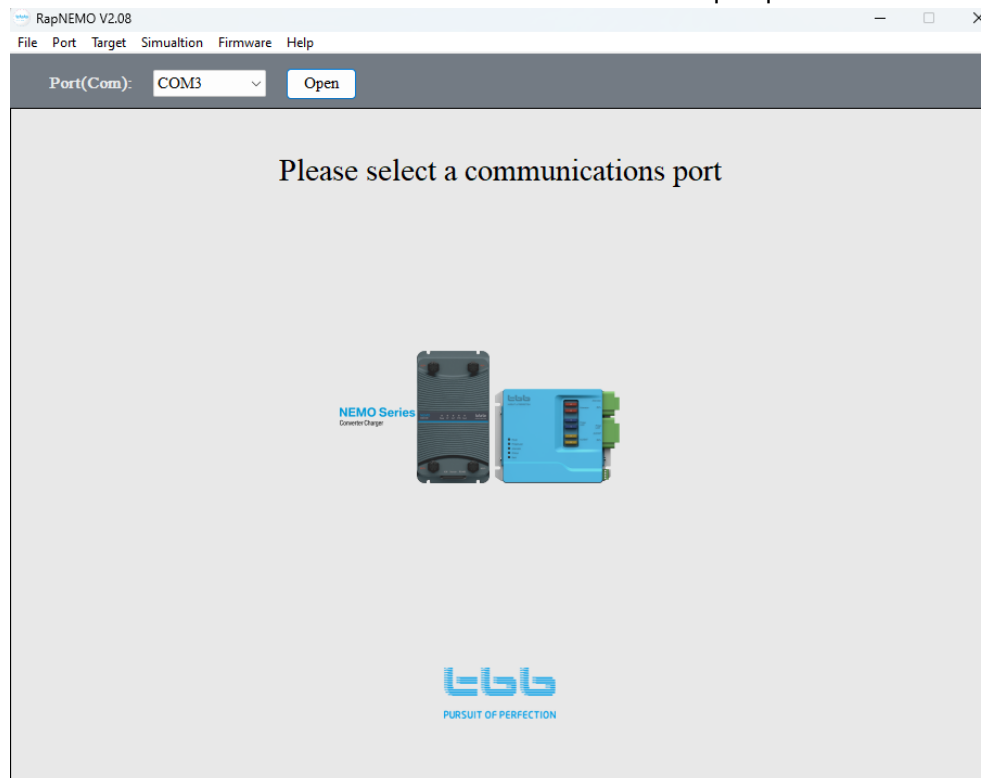 RapNEMO V2.08
File Port Target Simualtion Firmware Help
Port(Com): COM3 Open
Please select a communications port
NEMO Series
Converter Charger
tbb
tbb
PURSUIT OF PERFECTION